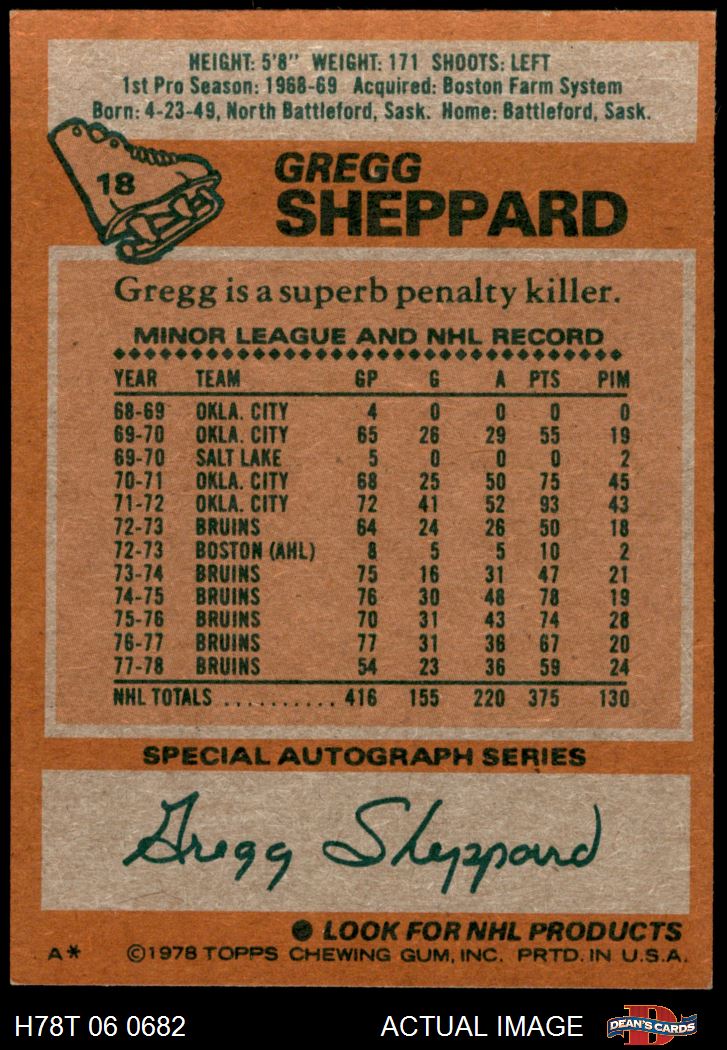 HEIGHT: 5'8" WEIGHT: 171 SHOOTS: LEFT
1st Pro Season: 1968-69 Acquired: Boston Farm System
Born: 4-23-49, North Battleford, Sask. Home: Battleford, Sask.
18
GREGG
SHEPPARD
Gregg is a superb penalty killer.
MINOR LEAGUE AND NHL RECORD
YEAR TEAM GP G A PTS PIM
68-69 OKLA. CITY 4 0 0 0 0
69-70 OKLA. CITY 65 26 29 55 19
69-70 SALT LAKE 5 0 0 0 2
70-71 OKLA. CITY 68 25 50 75 45
71-72 OKLA. CITY 72 41 52 93 43
72-73 BRUINS 64 24 26 50 18
72-73 BOSTON (AHL) 8 5 5 10 2
73-74 BRUINS 75 16 31 47 21
74-75 BRUINS 76 30 48 78 19
75-76 BRUINS 70 31 43 74 28
76-77 BRUINS 77 31 36 67 20
77-78 BRUINS 54 23 36 59 24
NHL TOTALS .......... 416 155 220 375 130
SPECIAL AUTOGRAPH SERIES
Gregg Sheppard
LOOK FOR NHL PRODUCTS
A* ©1978 TOPPS CHEWING GUM, INC. PRTD. IN U.S.A.
H78T 06 0682 ACTUAL IMAGE DEAN'S CARDS